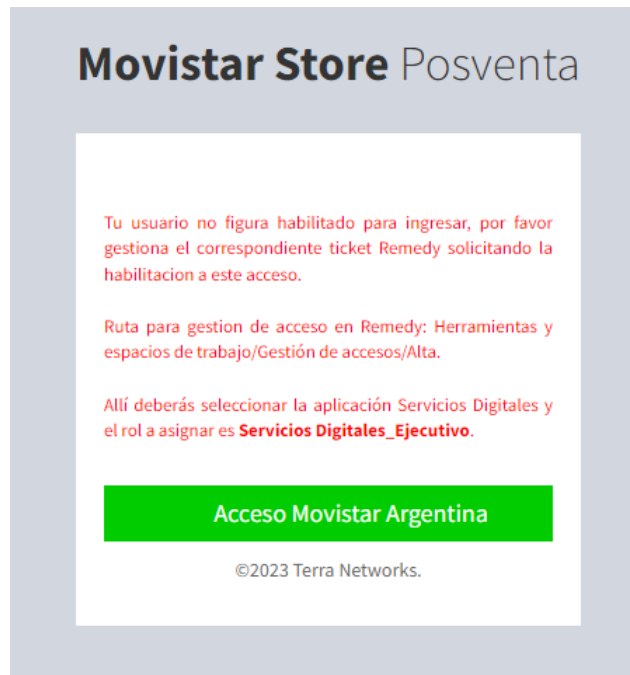 Movistar Store Posventa
Tu usuario no figura habilitado para ingresar, por favor
gestiona el correspondiente ticket Remedy solicitando la
habilitacion a este acceso.
Ruta para gestion de acceso en Remedy: Herramientas y
espacios de trabajo/Gestión de accesos/Alta.
Allí deberás seleccionar la aplicación Servicios Digitales y
el rol a asignar es Servicios Digitales_Ejecutivo.
Acceso Movistar Argentina
©2023 Terra Networks.